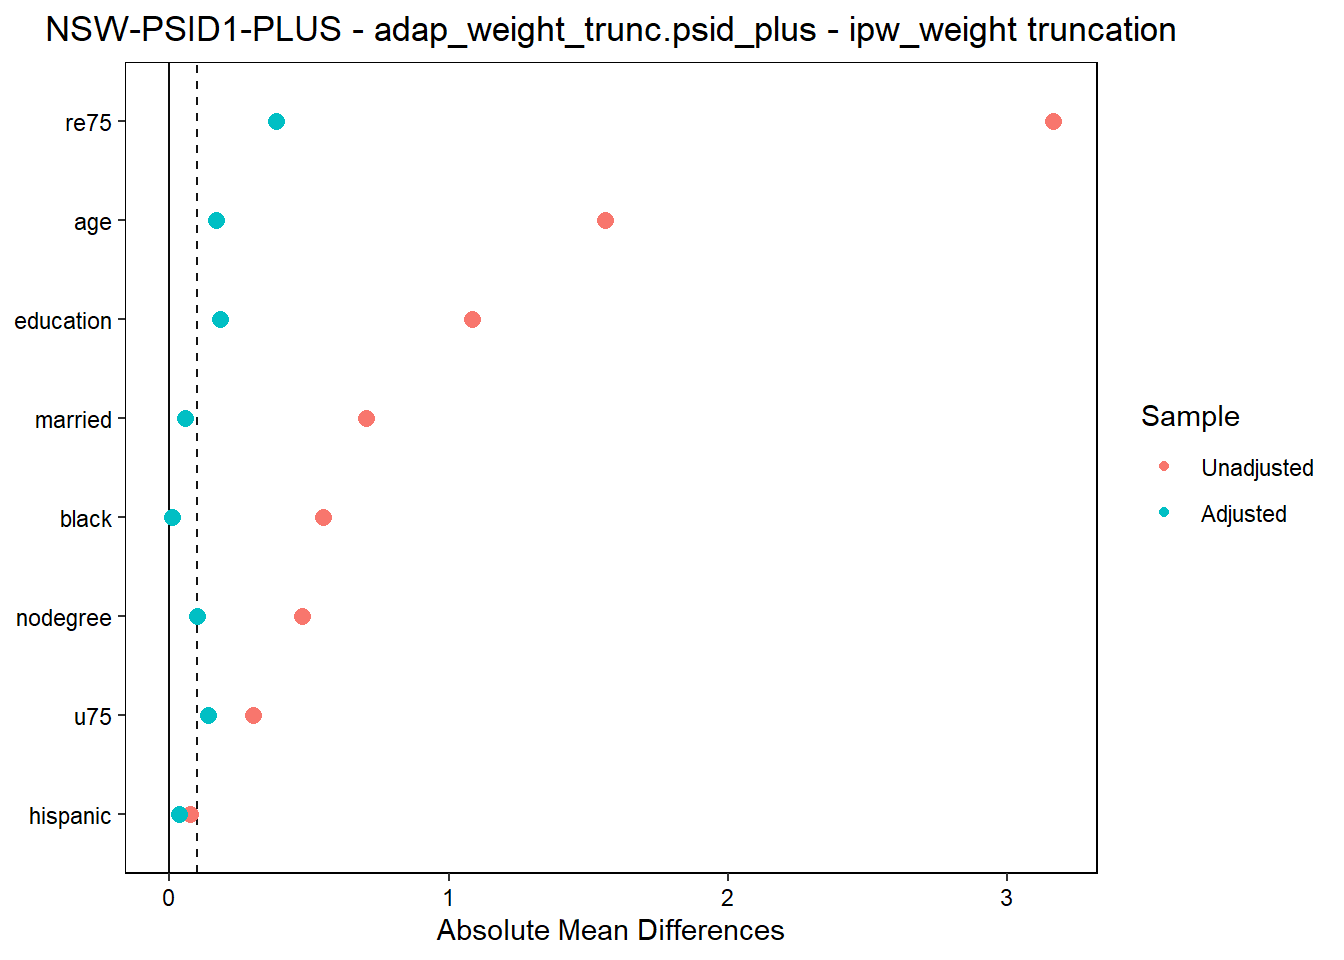 NSW-PSID1-PLUS - adap_weight_trunc.psid_plus - ipw_weight truncation
re75
age
education
married
black
nodegree
u75
hispanic
0 1 2 3
Absolute Mean Differences
Sample
Unadjusted
Adjusted